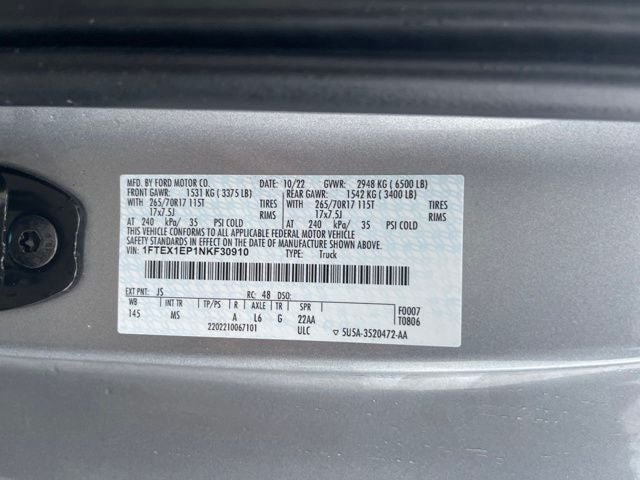 MFD. BY FORD MOTOR CO. DATE: 10/22 GVWR: 2948 KG ( 6500 LB)
FRONT GAWR: 1531 KG ( 3375 LB) REAR GAWR: 1542 KG ( 3400 LB)
WITH 265/70R17 115T TIRES WITH 265/70R17 115T TIRES
17x7.5J RIMS 17x7.5J RIMS
AT 240 kPa/ 35 PSI COLD AT 240 kPa/ 35 PSI COLD
THIS VEHICLE CONFORMS TO ALL APPLICABLE FEDERAL MOTOR VEHICLE
SAFETY STANDARDS IN EFFECT ON THE DATE OF MANUFACTURE SHOWN ABOVE.
VIN: 1FTEX1EP1NKF30910 TYPE: Truck
EXT PNT: JS RC: 48 DSO:
WB INT TR TP/PS R AXLE TR SPR F0007
145 MS A L6 G 22AA T0806
2202210067101 ULC ▽ 5U5A-3520472-AA